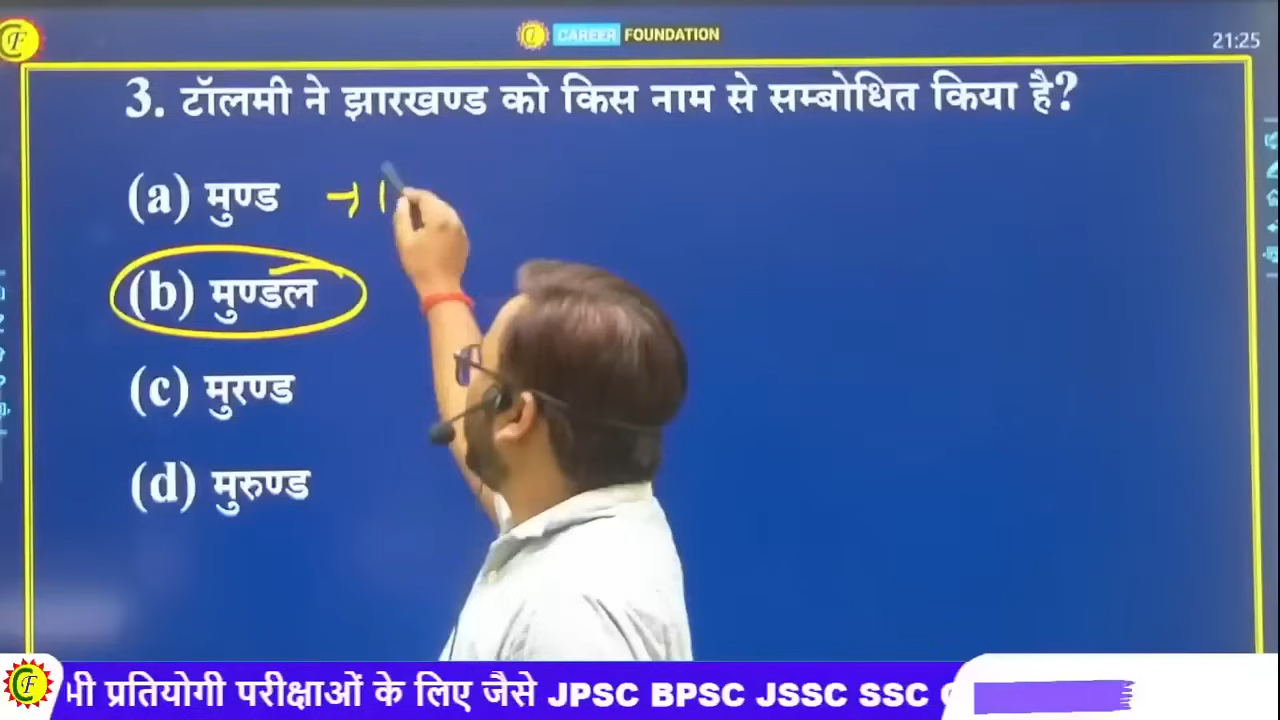 CAREER FOUNDATION
21:25
3. टॉलमी ने झारखण्ड को किस नाम से सम्बोधित किया है?
(a) मुण्ड
(b) मुण्डल
(c) मुरण्ड
(d) मुरुण्ड
भी प्रतियोगी परीक्षाओं के लिए जैसे JPSC BPSC JSSC SSC